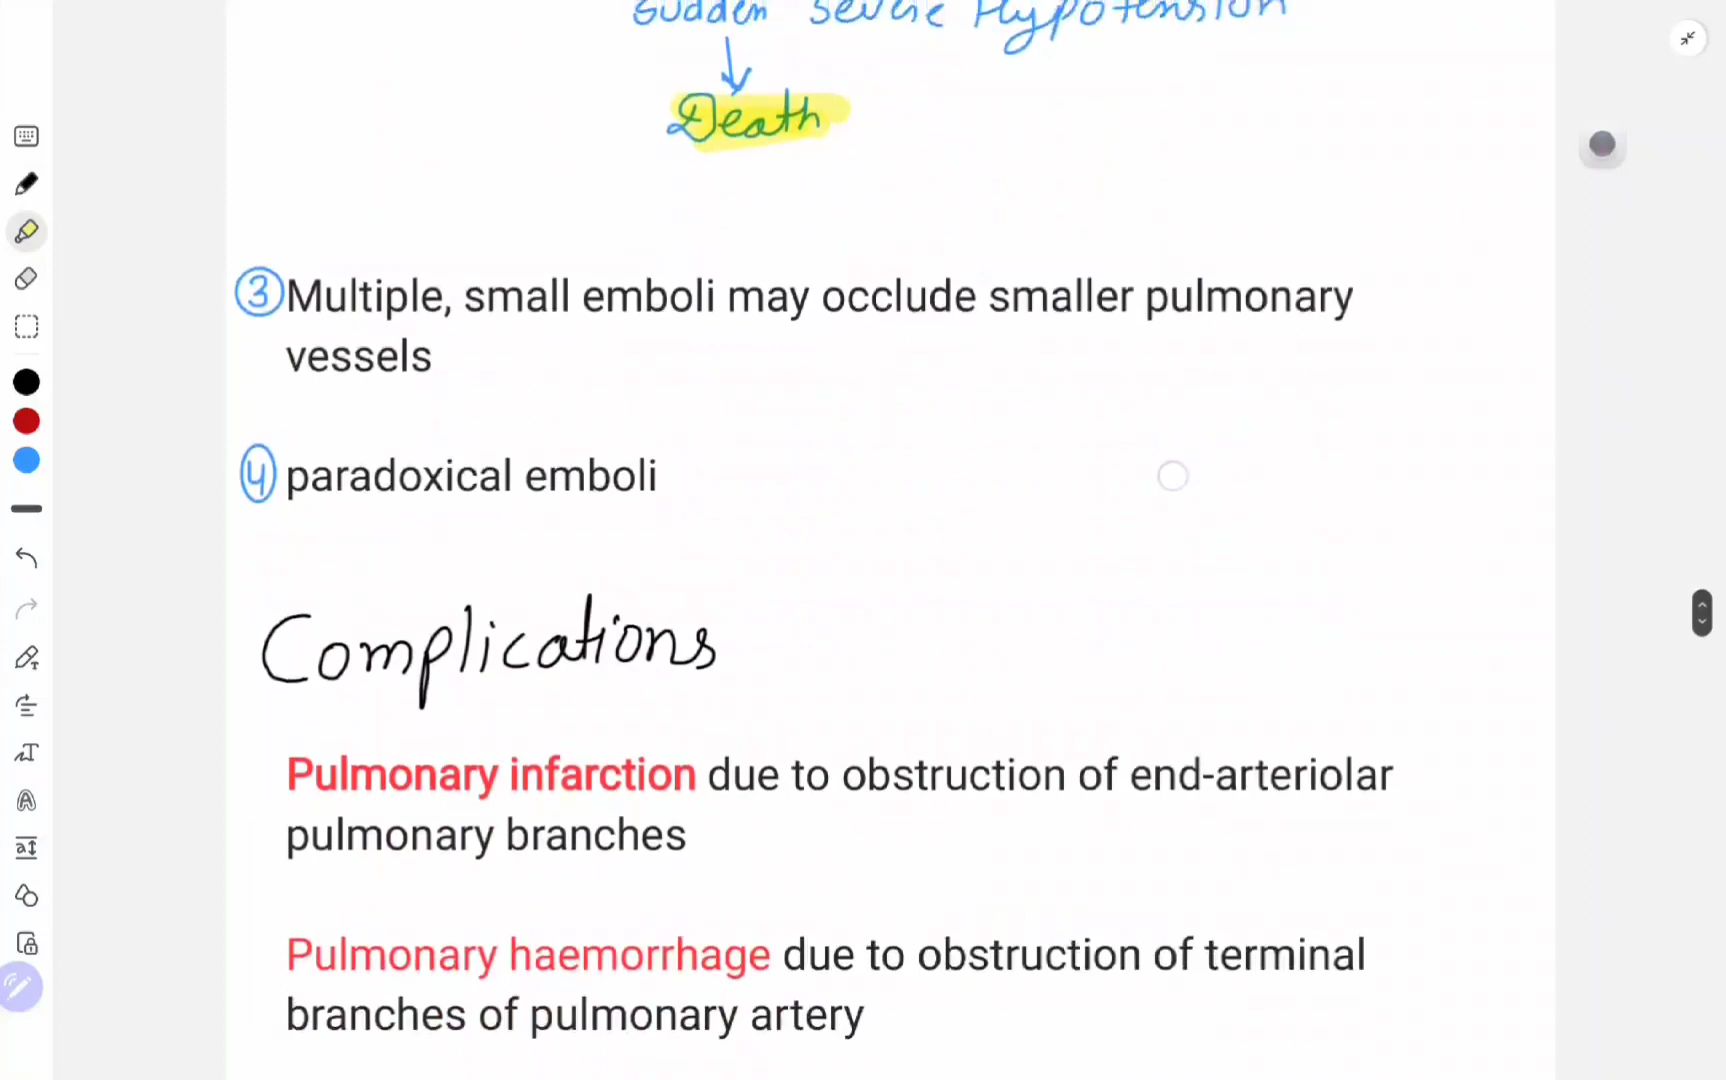 Sudden Severe Hypotension
Death
③ Multiple, small emboli may occlude smaller pulmonary
vessels
④ paradoxical emboli
Complications
Pulmonary infarction due to obstruction of end-arteriolar
pulmonary branches
Pulmonary haemorrhage due to obstruction of terminal
branches of pulmonary artery